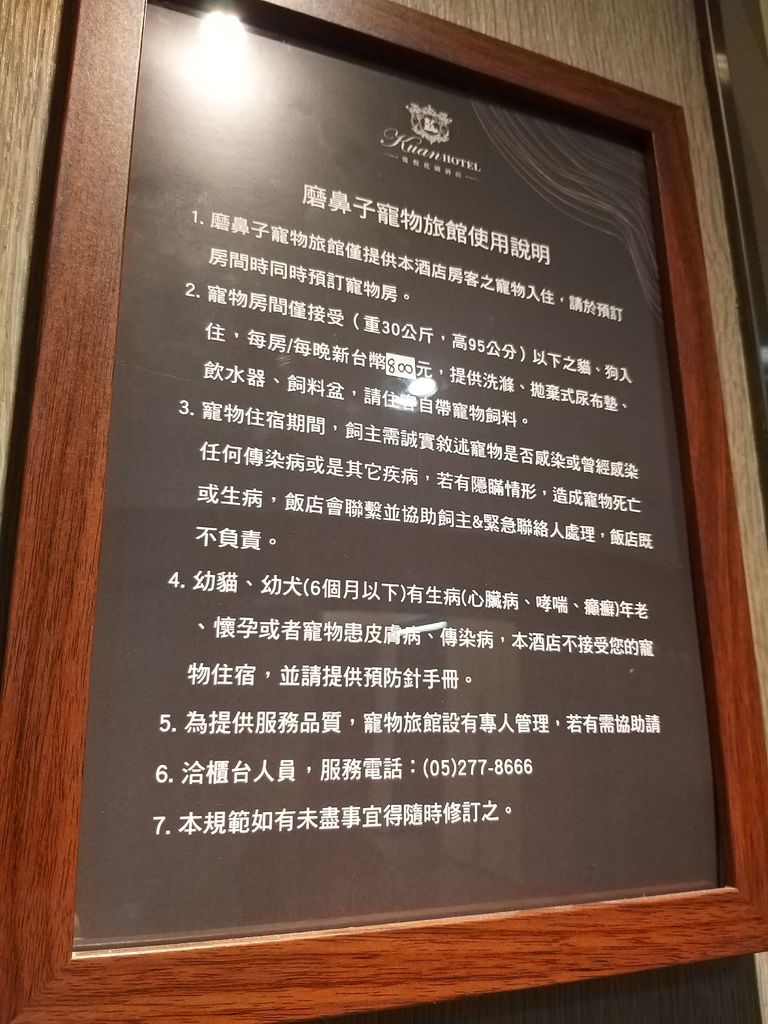 K
Kuan HOTEL
寬悅花園酒店
磨鼻子寵物旅館使用說明
1. 磨鼻子寵物旅館僅提供本酒店房客之寵物入住，請於預訂
房間時同時預訂寵物房。
2. 寵物房間僅接受（重30公斤，高95公分）以下之貓、狗入
住，每房/每晚新台幣800元，提供洗滌、拋棄式尿布墊、
飲水器、飼料盆，請住客自帶寵物飼料。
3. 寵物住宿期間，飼主需誠實敘述寵物是否感染或曾經感染
任何傳染病或是其它疾病，若有隱瞞情形，造成寵物死亡
或生病，飯店會聯繫並協助飼主&緊急聯絡人處理，飯店既
不負責。
4. 幼貓、幼犬(6個月以下)有生病(心臟病、哮喘、癲癇)年老
、懷孕或者寵物患皮膚病、傳染病，本酒店不接受您的寵
物住宿，並請提供預防針手冊。
5. 為提供服務品質，寵物旅館設有專人管理，若有需協助請
6. 洽櫃台人員，服務電話：(05)277-8666
7. 本規範如有未盡事宜得隨時修訂之。